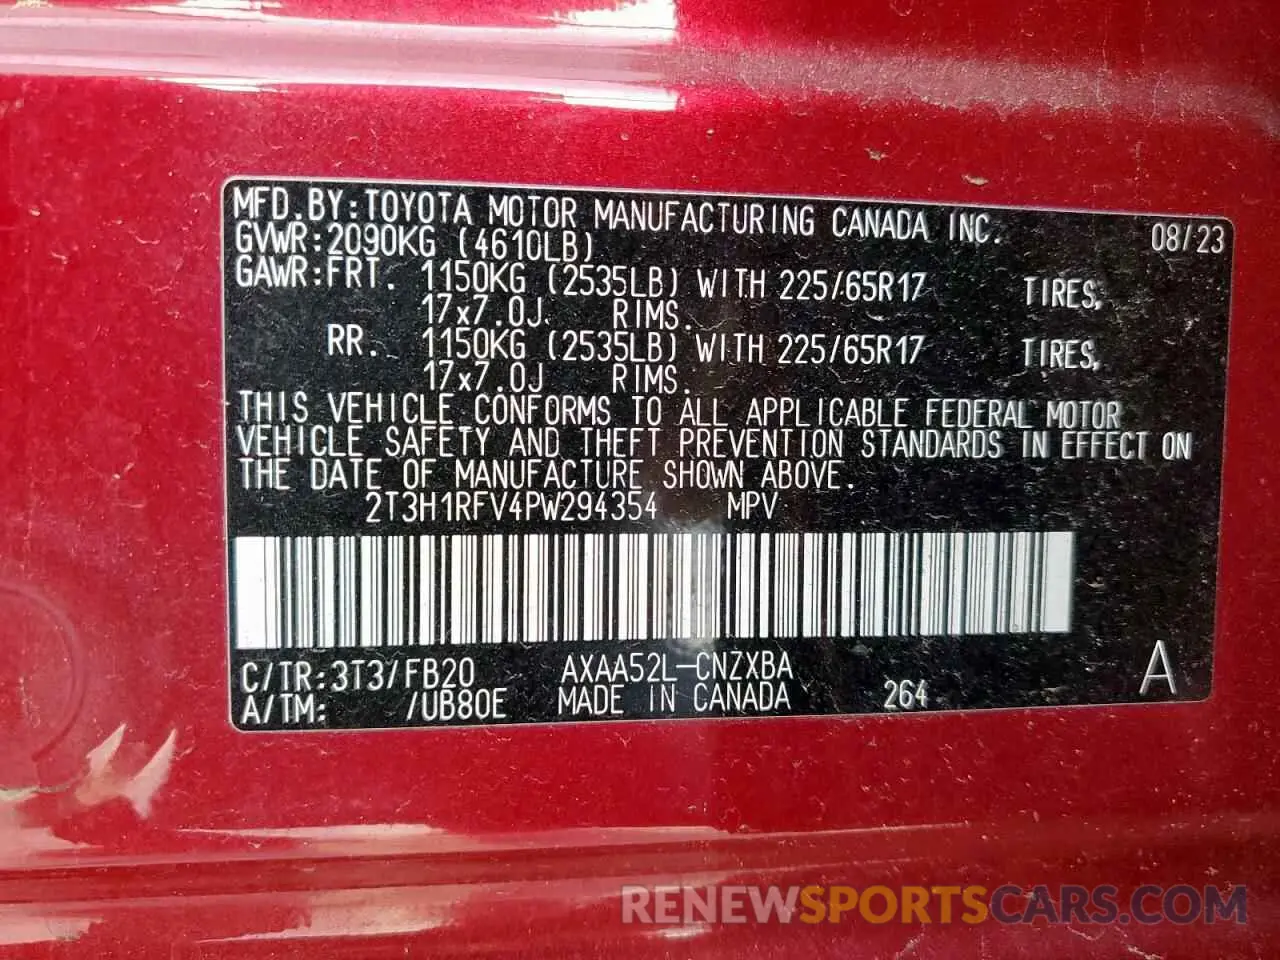 MFD.BY:TOYOTA MOTOR MANUFACTURING CANADA INC. 08/23
GVWR:2090KG (4610LB)
GAWR:FRT. 1150KG (2535LB) WITH 225/65R17 TIRES,
17x7.0J. RIMS.
RR. 1150KG (2535LB) WITH 225/65R17 TIRES,
17x7.0J RIMS.
THIS VEHICLE CONFORMS TO ALL APPLICABLE FEDERAL MOTOR
VEHICLE SAFETY AND THEFT PREVENTION STANDARDS IN EFFECT ON
THE DATE OF MANUFACTURE SHOWN ABOVE.
2T3H1RFV4PW294354 MPV
C/TR:3T3/FB20 AXAA52L-CNZXBA A
A/TM: /UB80E MADE IN CANADA 264
RENEWSPORTSCARS.COM